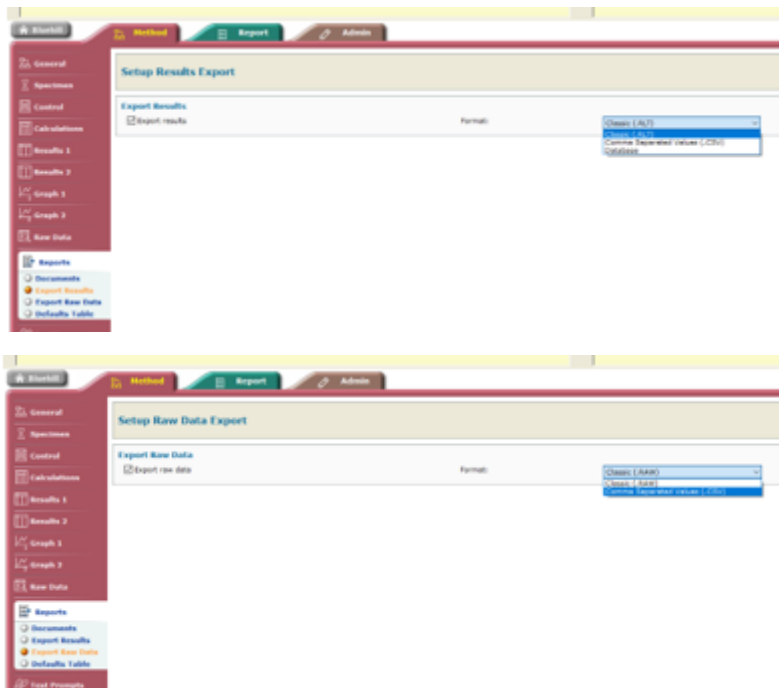 Bluehill
Method
Report
Admin
General
Specimen
Control
Calculations
Results 1
Results 2
Graph 1
Graph 2
Raw Data
Reports
Documents
Export Results
Export Raw Data
Defaults Table
Setup Results Export
Export Results
Export results
Format:
Classic (.RLT)
Classic (.RLT)
Comma Separated Values (.CSV)
Database
Bluehill
Method
Report
Admin
General
Specimen
Control
Calculations
Results 1
Results 2
Graph 1
Graph 2
Raw Data
Reports
Documents
Export Results
Export Raw Data
Defaults Table
Test Prompts
Setup Raw Data Export
Export Raw Data
Export raw data
Format:
Classic (.RAW)
Classic (.RAW)
Comma Separated Values (.CSV)